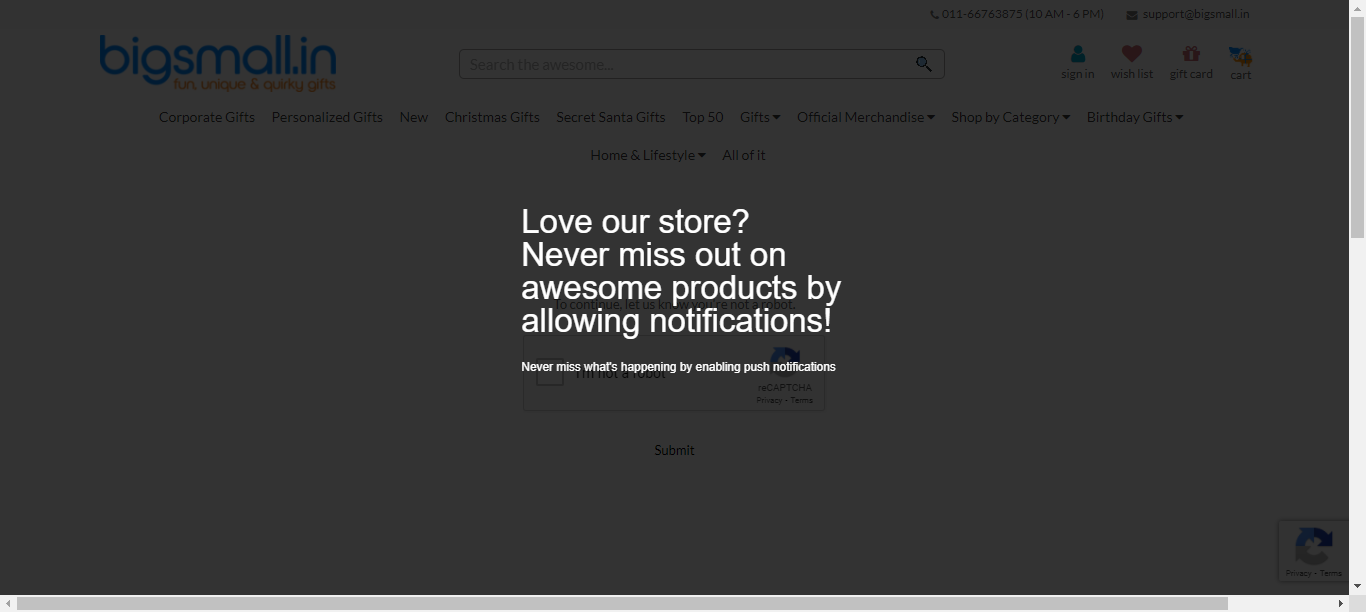 011-66763875 (10 AM - 6 PM) support@bigsmall.in
bigsmall.in
fun, unique & quirky gifts
Search the awesome...
sign in wish list gift card cart
Corporate Gifts Personalized Gifts New Christmas Gifts Secret Santa Gifts Top 50 Gifts Official Merchandise Shop by Category Birthday Gifts
Home & Lifestyle All of it
Love our store?
Never miss out on
awesome products by
To continue, let us know you're not a robot.
allowing notifications!
Never miss what's happening by enabling push notifications
I'm not a robot
reCAPTCHA
Privacy - Terms
Submit
Privacy - Terms